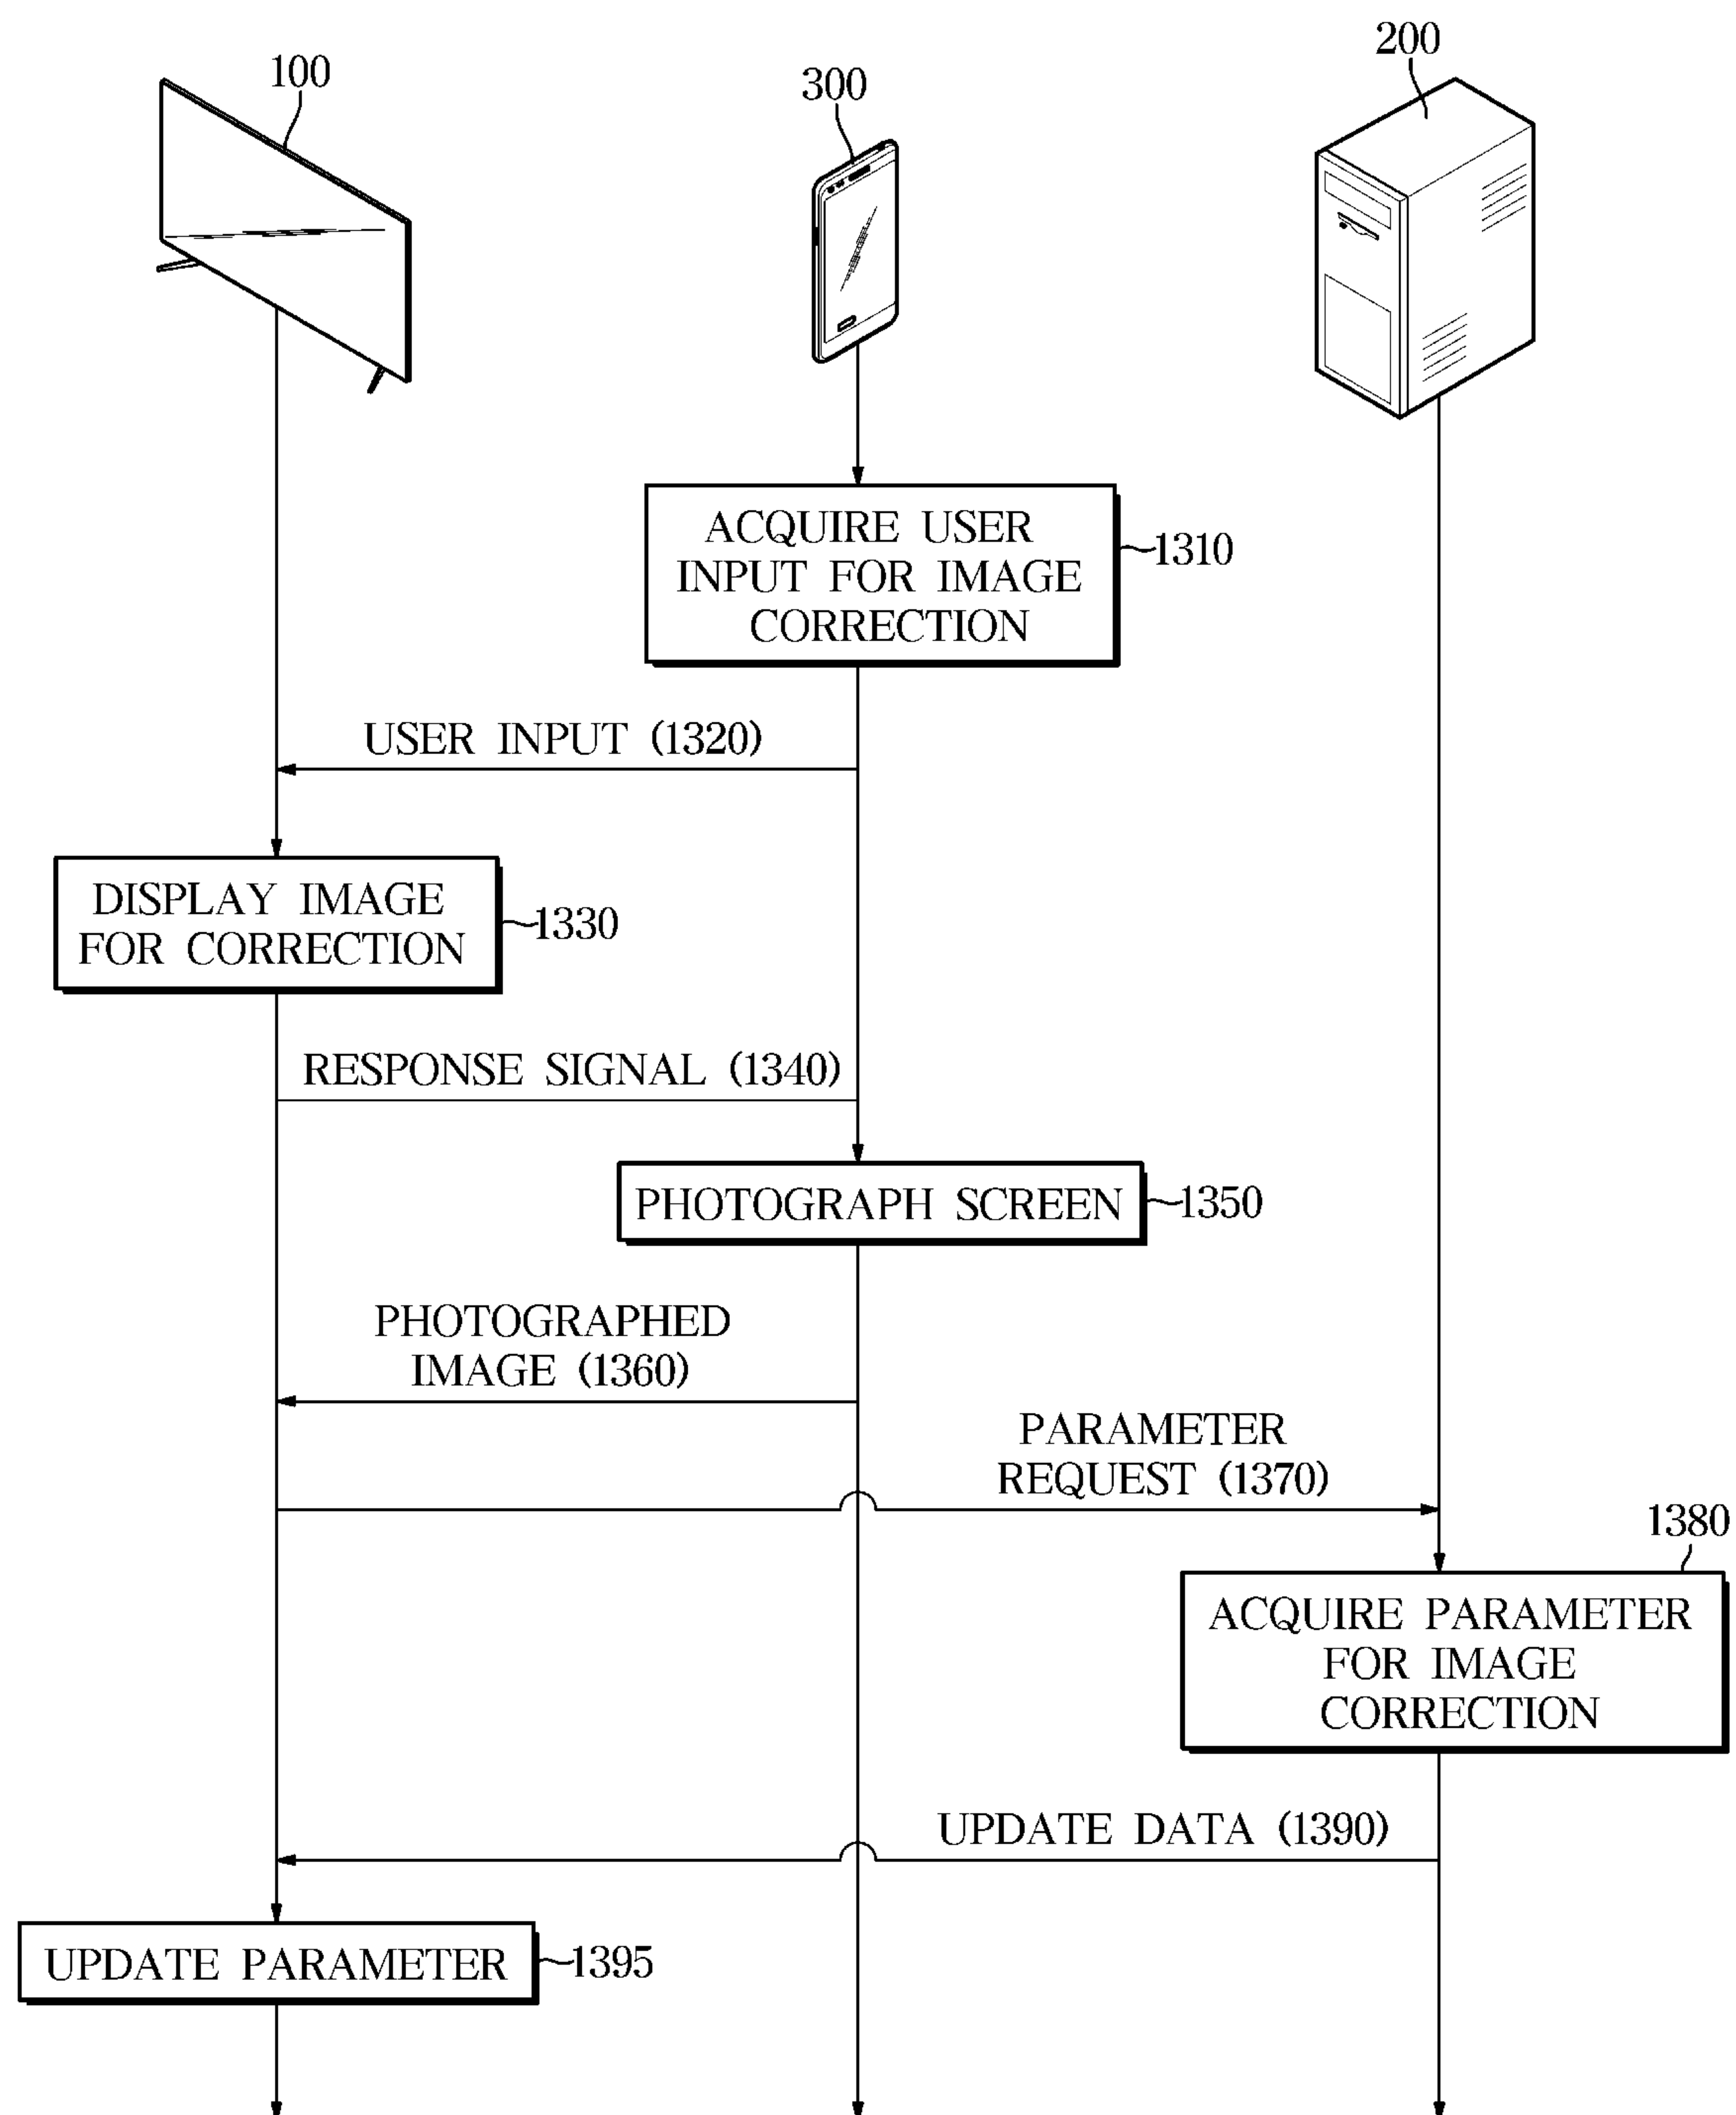 200
100
300
ACQUIRE USER
INPUT FOR IMAGE
CORRECTION
1310
USER INPUT (1320)
DISPLAY IMAGE
FOR CORRECTION
1330
RESPONSE SIGNAL (1340)
PHOTOGRAPH SCREEN
1350
PHOTOGRAPHED
IMAGE (1360)
PARAMETER
REQUEST (1370)
1380
ACQUIRE PARAMETER
FOR IMAGE
CORRECTION
UPDATE DATA (1390)
UPDATE PARAMETER
1395